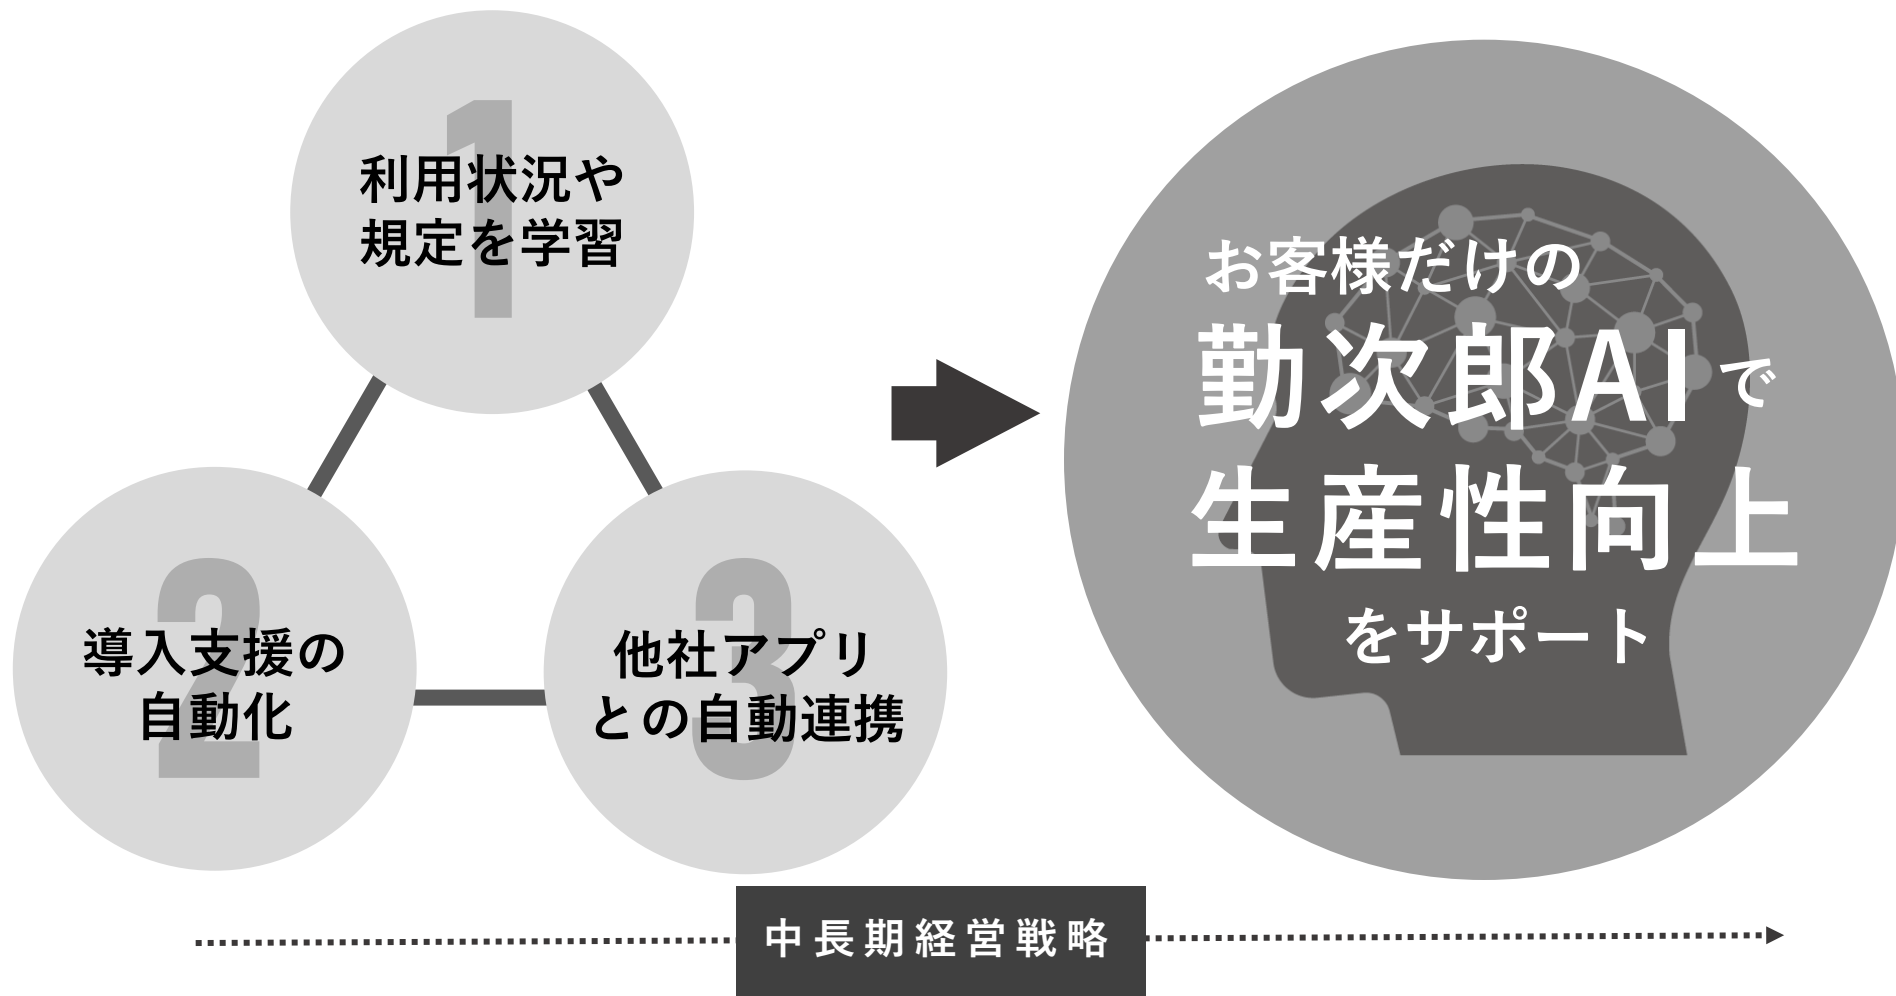 1
利用状況や
規定を学習
2
導入支援の
自動化
3
他社アプリ
との自動連携
お客様だけの
勤次郎AIで
生産性向上
をサポート
中長期経営戦略